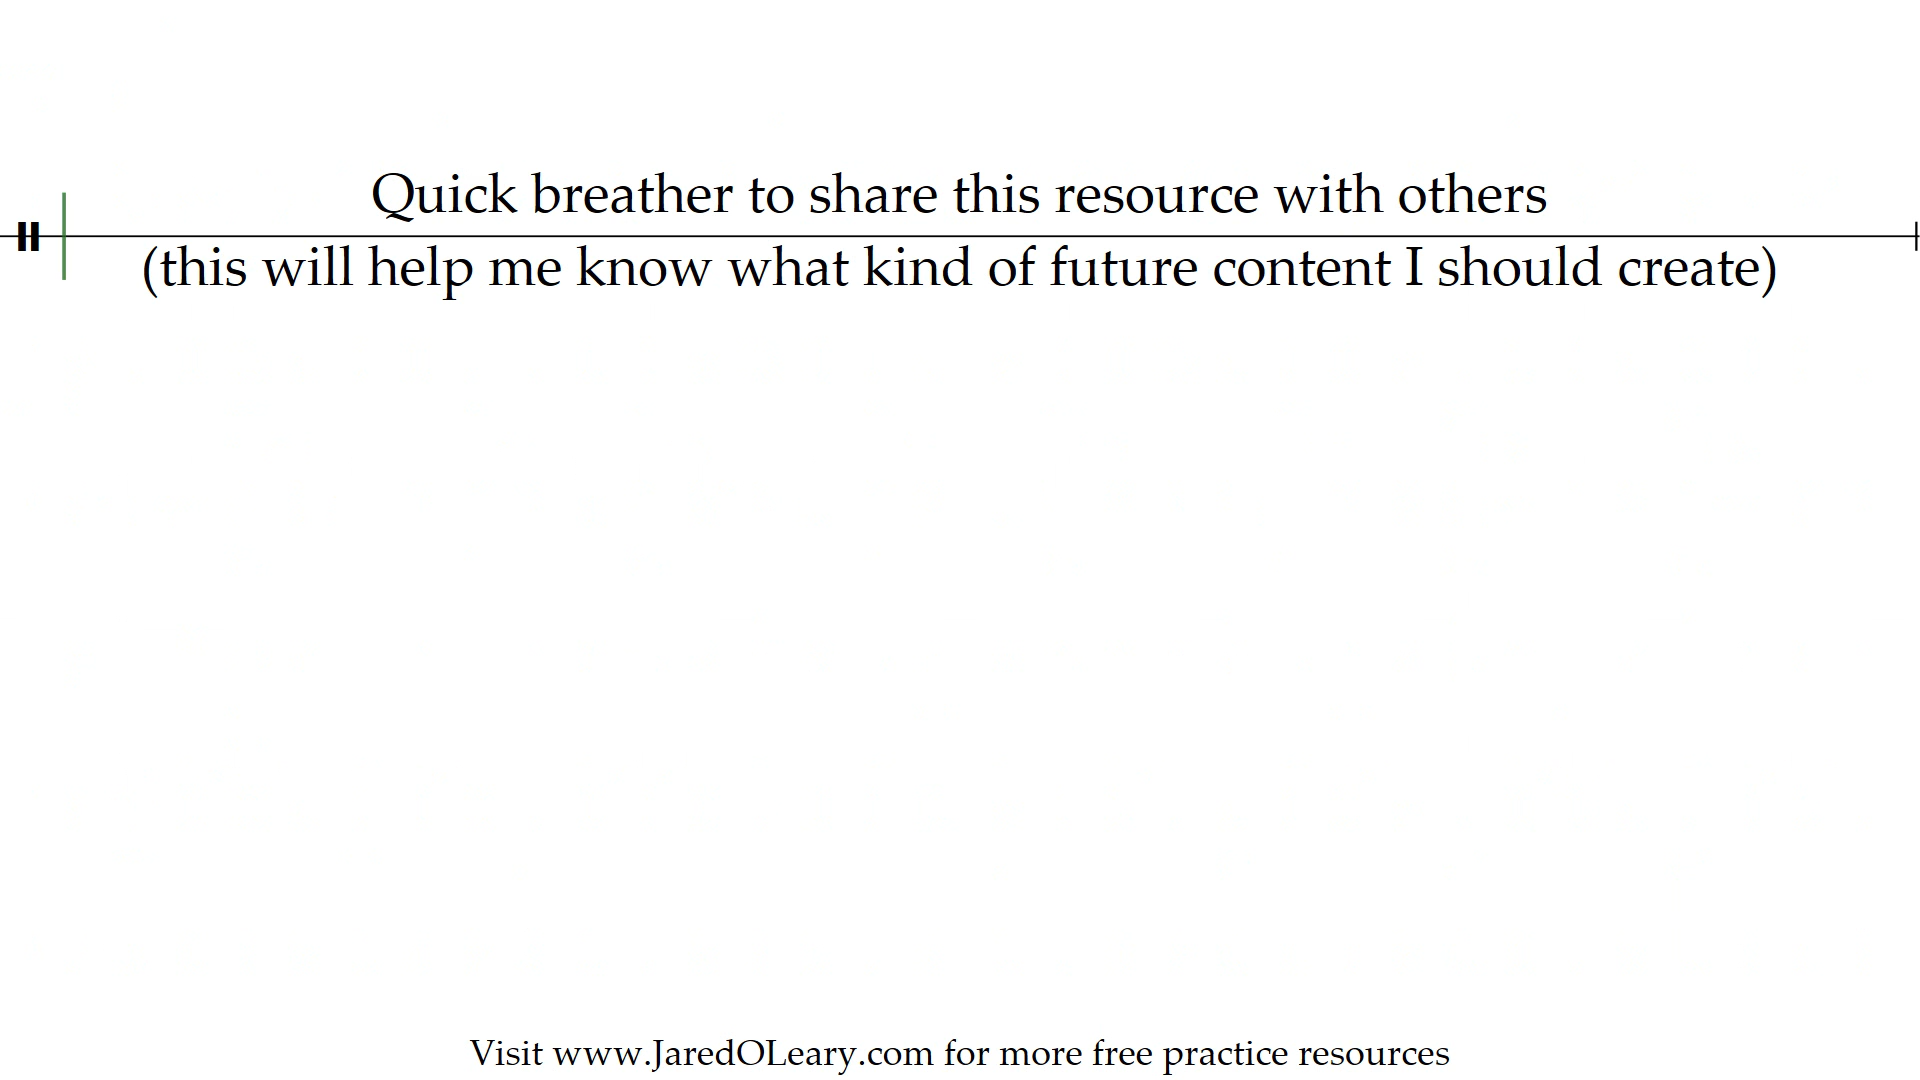 Quick breather to share this resource with others
(this will help me know what kind of future content I should create)
Visit www.JaredOLeary.com for more free practice resources